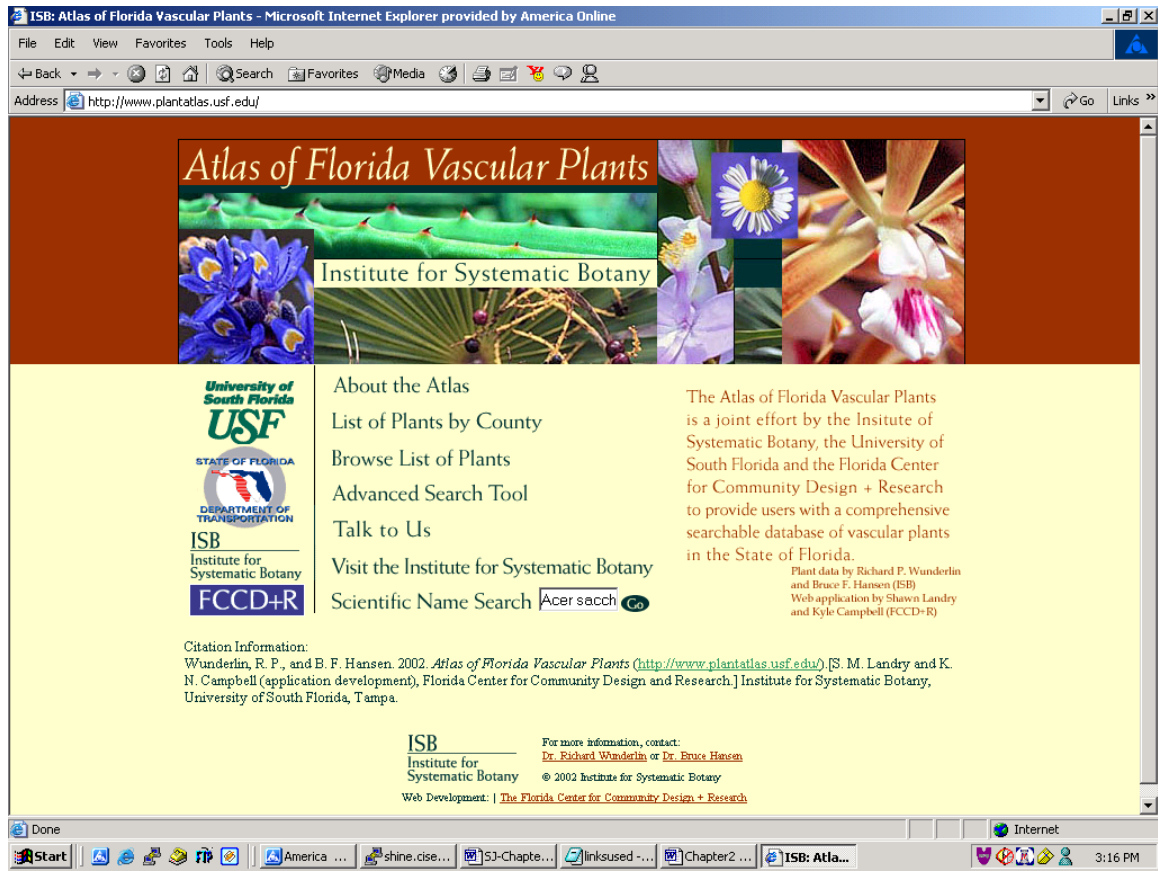 ISB: Atlas of Florida Vascular Plants - Microsoft Internet Explorer provided by America Online
File Edit View Favorites Tools Help
Back Search Favorites Media
Address http://www.plantatlas.usf.edu/ Go Links »
Atlas of Florida Vascular Plants
Institute for Systematic Botany
University of
South Florida
USF
STATE OF FLORIDA
DEPARTMENT OF
TRANSPORTATION
ISB
Institute for
Systematic Botany
FCCD+R
About the Atlas
List of Plants by County
Browse List of Plants
Advanced Search Tool
Talk to Us
Visit the Institute for Systematic Botany
Scientific Name Search Acer sacch Go
The Atlas of Florida Vascular Plants
is a joint effort by the Insitute of
Systematic Botany, the University of
South Florida and the Florida Center
for Community Design + Research
to provide users with a comprehensive
searchable database of vascular plants
in the State of Florida.
Plant data by Richard P. Wunderlin
and Bruce F. Hansen (ISB)
Web application by Shawn Landry
and Kyle Campbell (FCCD+R)
Citation Information:
Wunderlin, R. P., and B. F. Hansen. 2002. Atlas of Florida Vascular Plants (http://www.plantatlas.usf.edu/).[S. M. Landry and K.
N. Campbell (application development), Florida Center for Community Design and Research.] Institute for Systematic Botany,
University of South Florida, Tampa.
ISB
Institute for
Systematic Botany
For more information, contact:
Dr. Richard Wunderlin or Dr. Bruce Hansen
© 2002 Institute for Systematic Botany
Web Development: | The Florida Center for Community Design + Research
Done Internet
Start America ... shine.cise... SJ-Chapte... linksused -... Chapter2 ... ISB: Atla... 3:16 PM